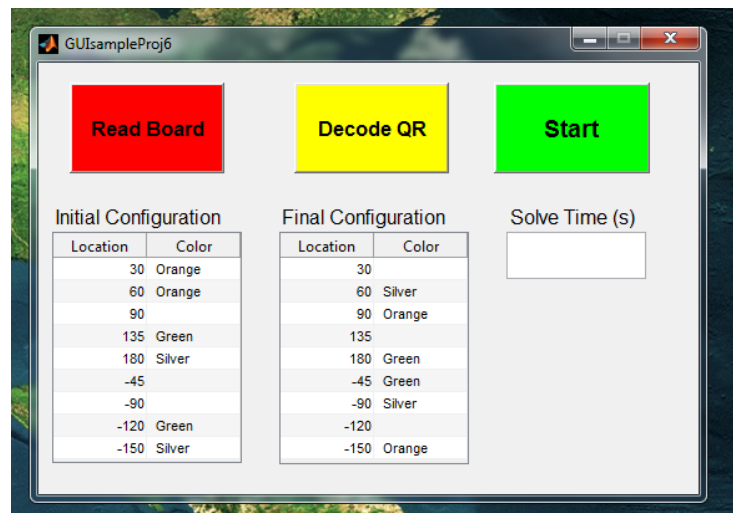 GUIsampleProj6
Read Board
Decode QR
Start
Initial Configuration
Location Color
30 Orange
60 Orange
90
135 Green
180 Silver
-45
-90
-120 Green
-150 Silver
Final Configuration
Location Color
30
60 Silver
90 Orange
135
180 Green
-45 Green
-90 Silver
-120
-150 Orange
Solve Time (s)